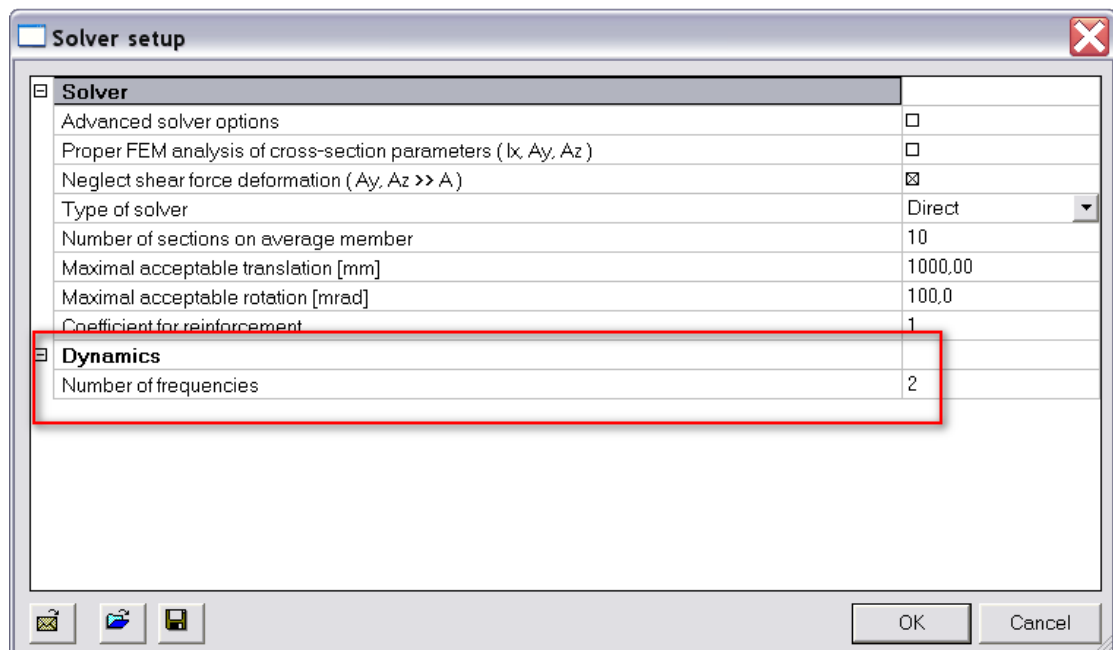 Solver setup
Solver
Advanced solver options
Proper FEM analysis of cross-section parameters ( Ix, Ay, Az )
Neglect shear force deformation ( Ay, Az >> A )
Type of solver Direct
Number of sections on average member 10
Maximal acceptable translation [mm] 1000,00
Maximal acceptable rotation [mrad] 100,0
Coefficient for reinforcement 1
Dynamics
Number of frequencies 2
OK Cancel